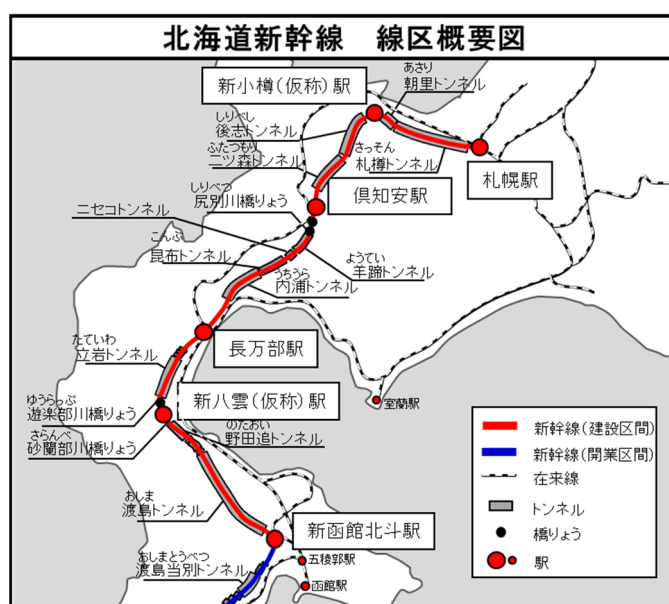 北海道新幹線　線区概要図
あさり
朝里トンネル
新小樽(仮称)駅
しりべし
後志トンネル
ふたつもり
二ツ森トンネル
さっそん
札樽トンネル
札幌駅
しりべつ
尻別川橋りょう
倶知安駅
ニセコトンネル
こんぶ
昆布トンネル
ようてい
羊蹄トンネル
うちうら
内浦トンネル
長万部駅
たていわ
立岩トンネル
ゆうらっぷ
遊楽部川橋りょう
新八雲(仮称)駅
室蘭駅
さらんべ
砂蘭部川橋りょう
のたおい
野田追トンネル
おしま
渡島トンネル
新函館北斗駅
おしまとうべつ
渡島当別トンネル
五稜郭駅
函館駅
新幹線(建設区間)
新幹線(開業区間)
在来線
トンネル
橋りょう
駅